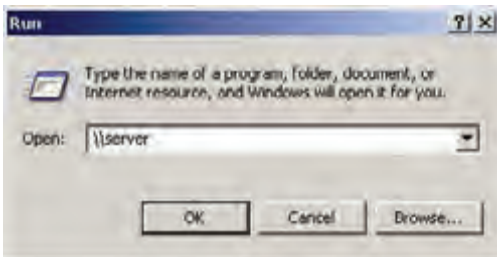 Run
Type the name of a program, folder, document, or
Internet resource, and Windows will open it for you.
Open: \\server
OK Cancel Browse...